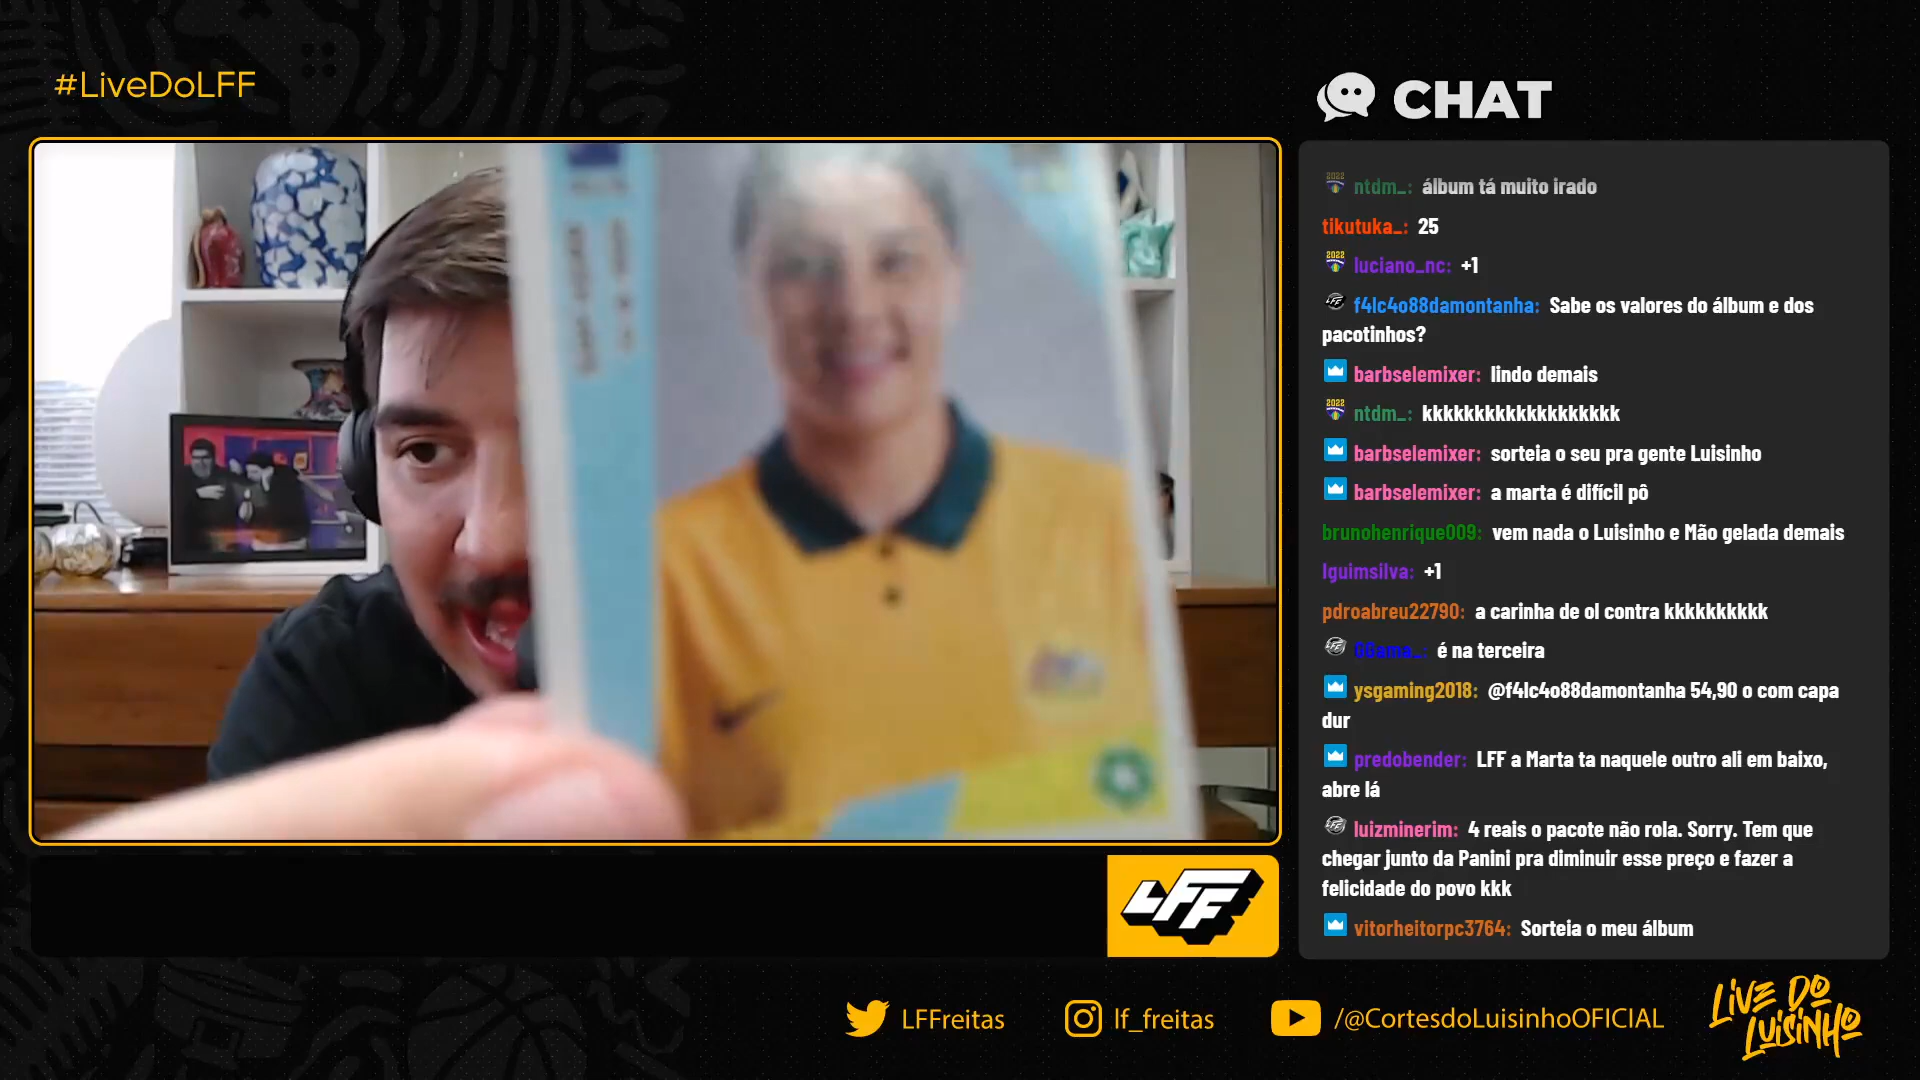 #LiveDoLFF
CHAT
ntdm_: álbum tá muito irado
tikutuka_: 25
luciano_nc: +1
f4lc4o88damontanha: Sabe os valores do álbum e dos
pacotinhos?
barbselemixer: lindo demais
ntdm_: kkkkkkkkkkkkkkkkkkk
barbselemixer: sorteia o seu pra gente Luisinho
barbselemixer: a marta é difícil pô
brunohenrique009: vem nada o Luisinho e Mão gelada demais
lguimsilva: +1
pdroabreu22790: a carinha de ol contra kkkkkkkkkk
0Gama_: é na terceira
ysgaming2018: @f4lc4o88damontanha 54,90 o com capa
dur
predobender: LFF a Marta ta naquele outro ali em baixo,
abre lá
luizminerim: 4 reais o pacote não rola. Sorry. Tem que
chegar junto da Panini pra diminuir esse preço e fazer a
felicidade do povo kkk
vitorheitorpc3764: Sorteia o meu álbum
LFF
LFFreitas
lf_freitas
/@CortesdoLuisinhoOFICIAL
LIVE DO
LUISINHO